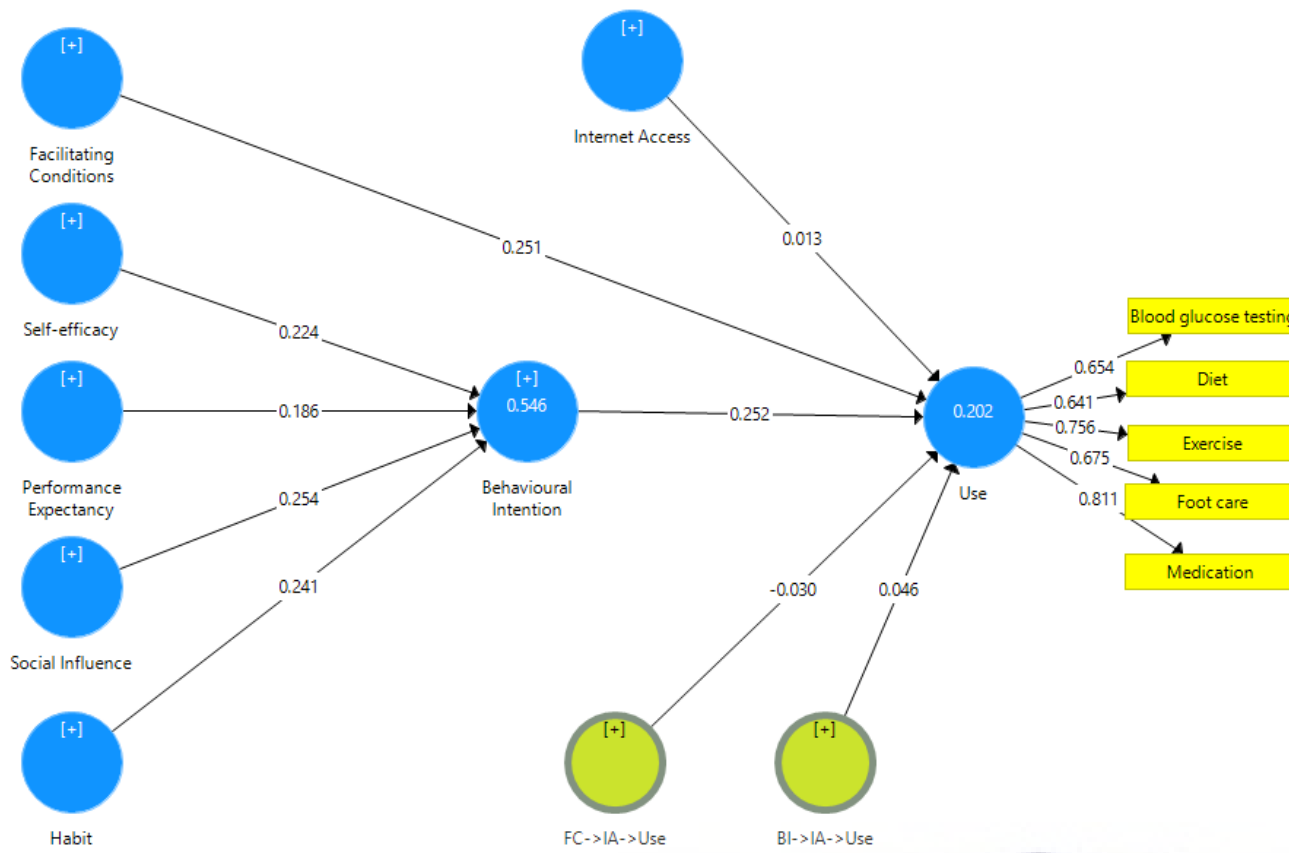 [+]
Facilitating
Conditions
[+]
Internet Access
[+]
Self-efficacy
[+]
Performance
Expectancy
[+]
Social Influence
[+]
Habit
0.251
0.013
0.224
0.186
0.254
0.241
[+]
0.546
Behavioural
Intention
0.252
0.202
Use
0.654
0.641
0.756
0.675
0.811
Blood glucose testing
Diet
Exercise
Foot care
Medication
-0.030
0.046
[+]
FC->IA->Use
[+]
BI->IA->Use